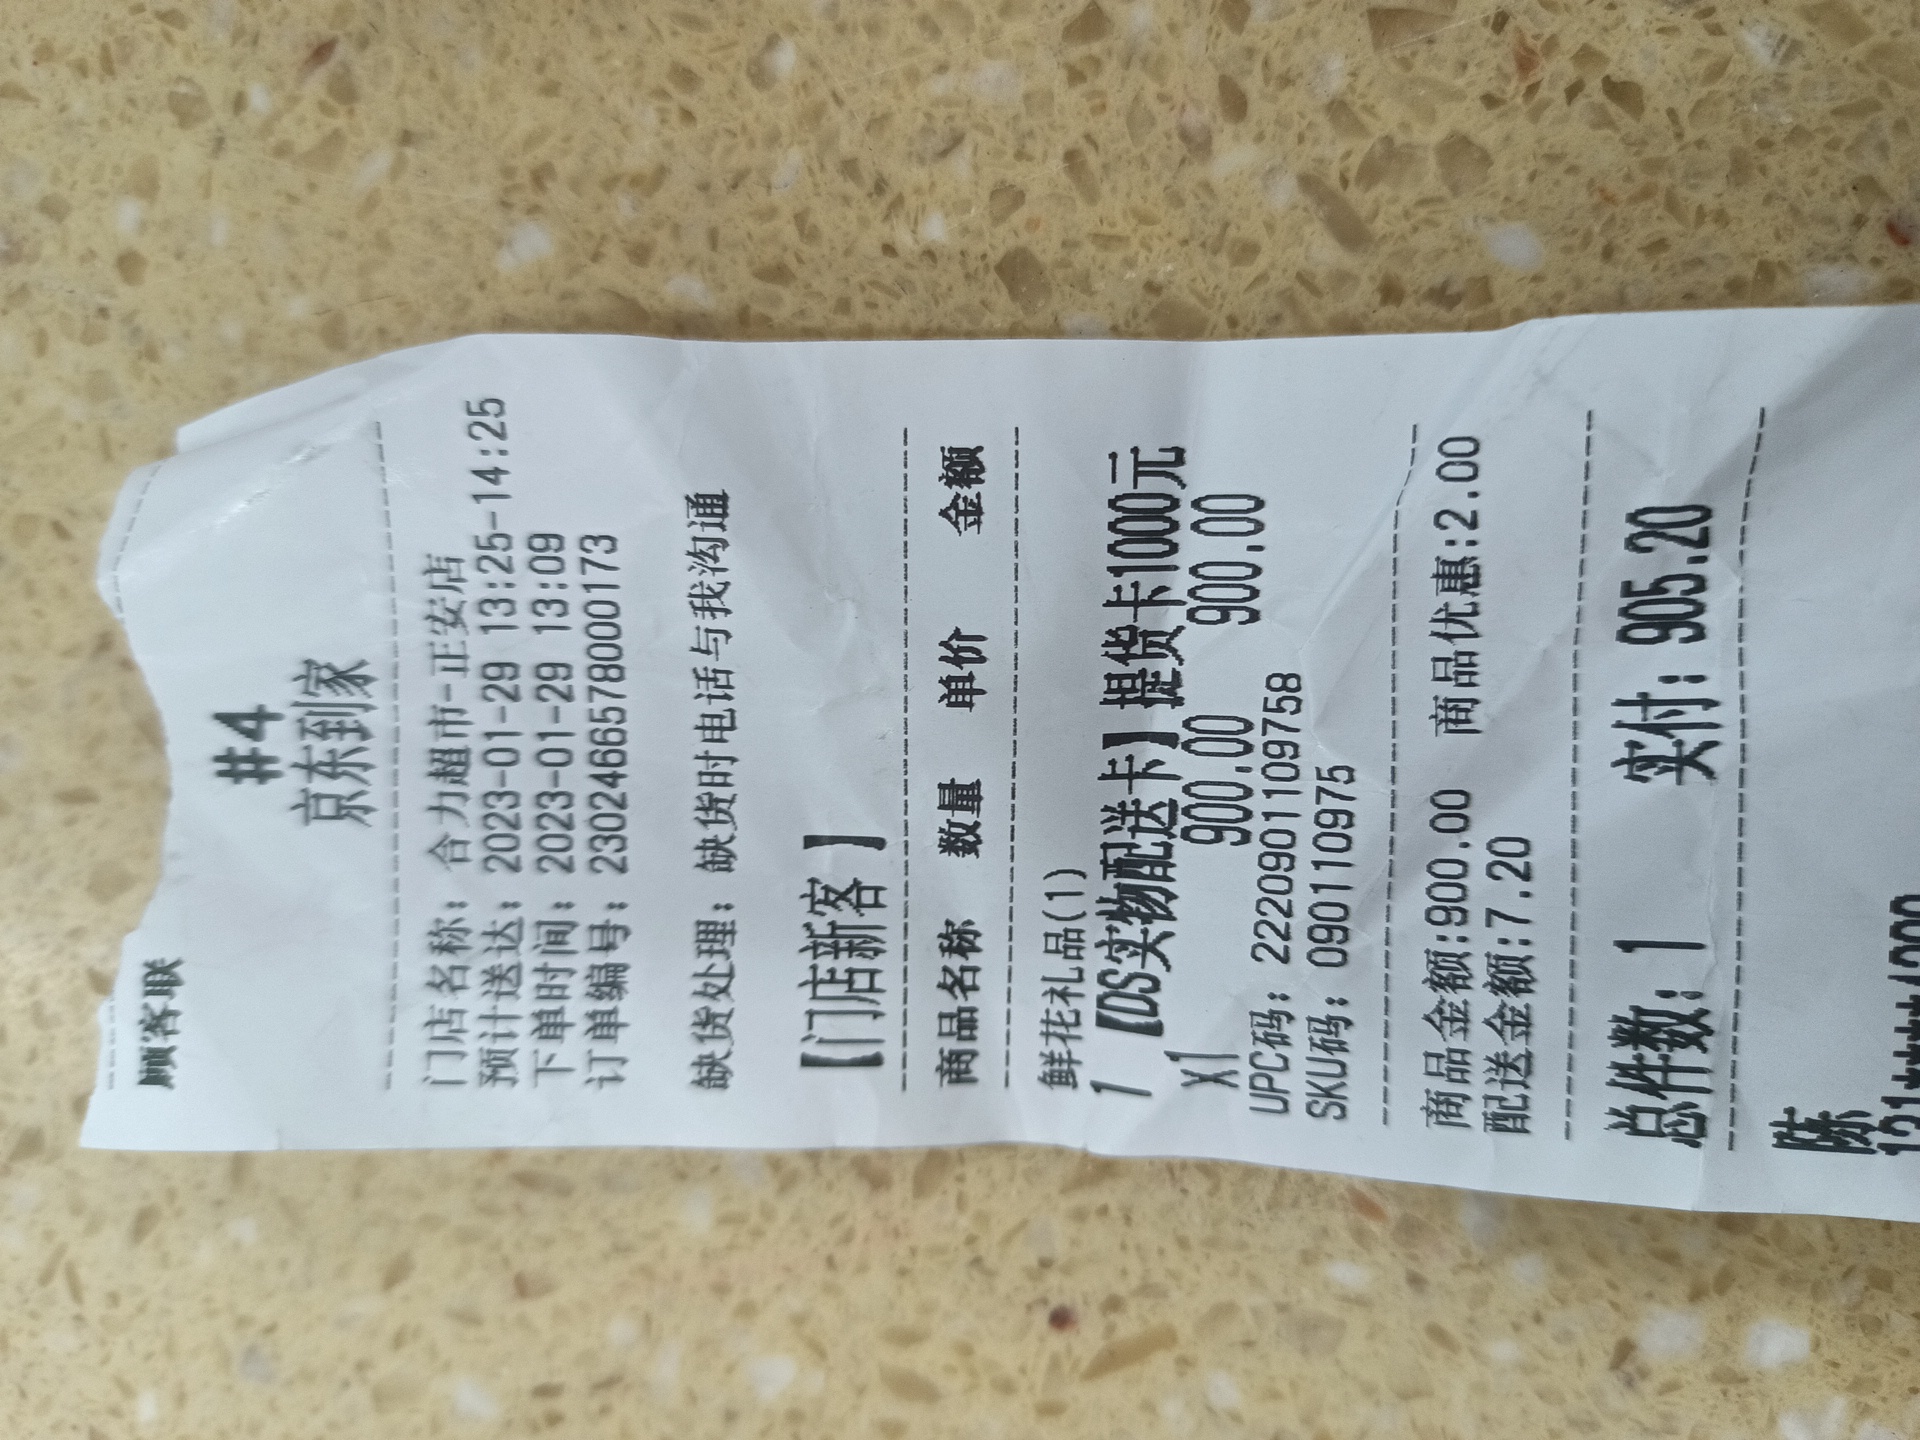 顾客联
#4
京东到家
门店名称: 合力超市-正安店
预计送达: 2023-01-29 13:25-14:25
下单时间: 2023-01-29 13:09
订单编号: 2302466578000173
缺货处理: 缺货时电话与我沟通
【门店新客 】
商品名称 数量 单价 金额
鲜花礼品(1)
1 【DS实物配送卡】提货卡1000元
X1 900.00 900.00
UPC码: 2220901109758
SKU码: 090110975
商品金额:900.00 商品优惠:2.00
配送金额:7.20
总件数: 1 实付: 905.20
陈